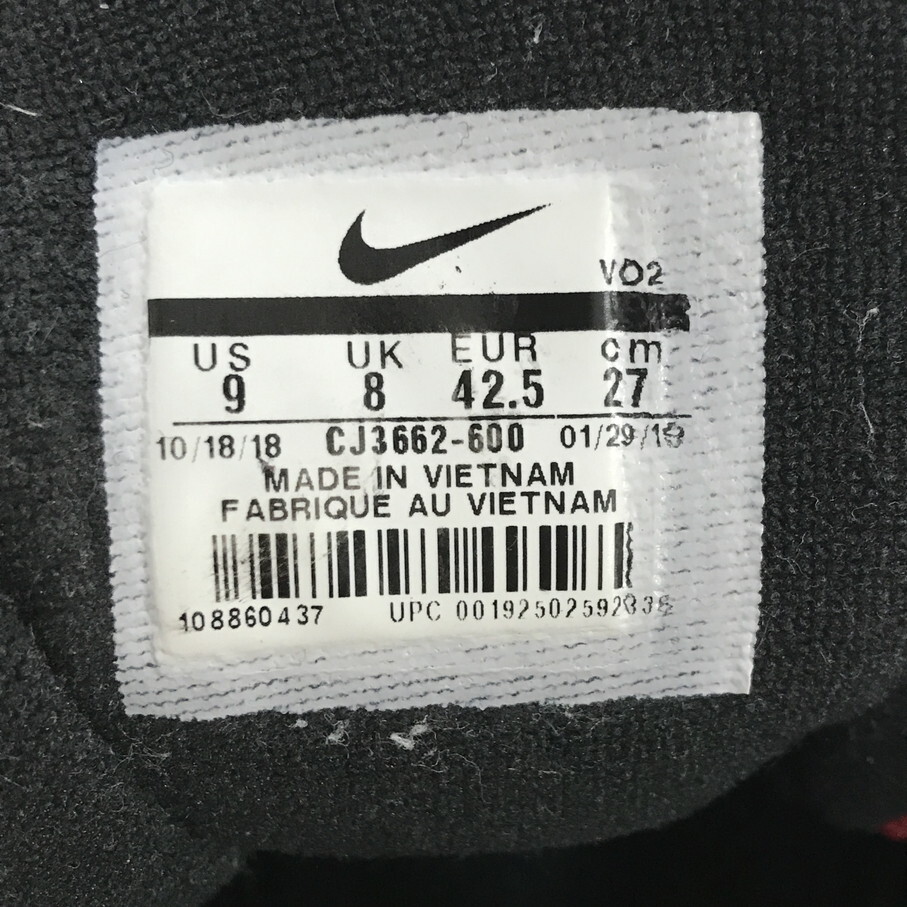 VO2
US UK EUR cm
9 8 42.5 27
10/18/18 CJ3662-600 01/29/19
MADE IN VIETNAM
FABRIQUE AU VIETNAM
108860437 UPC